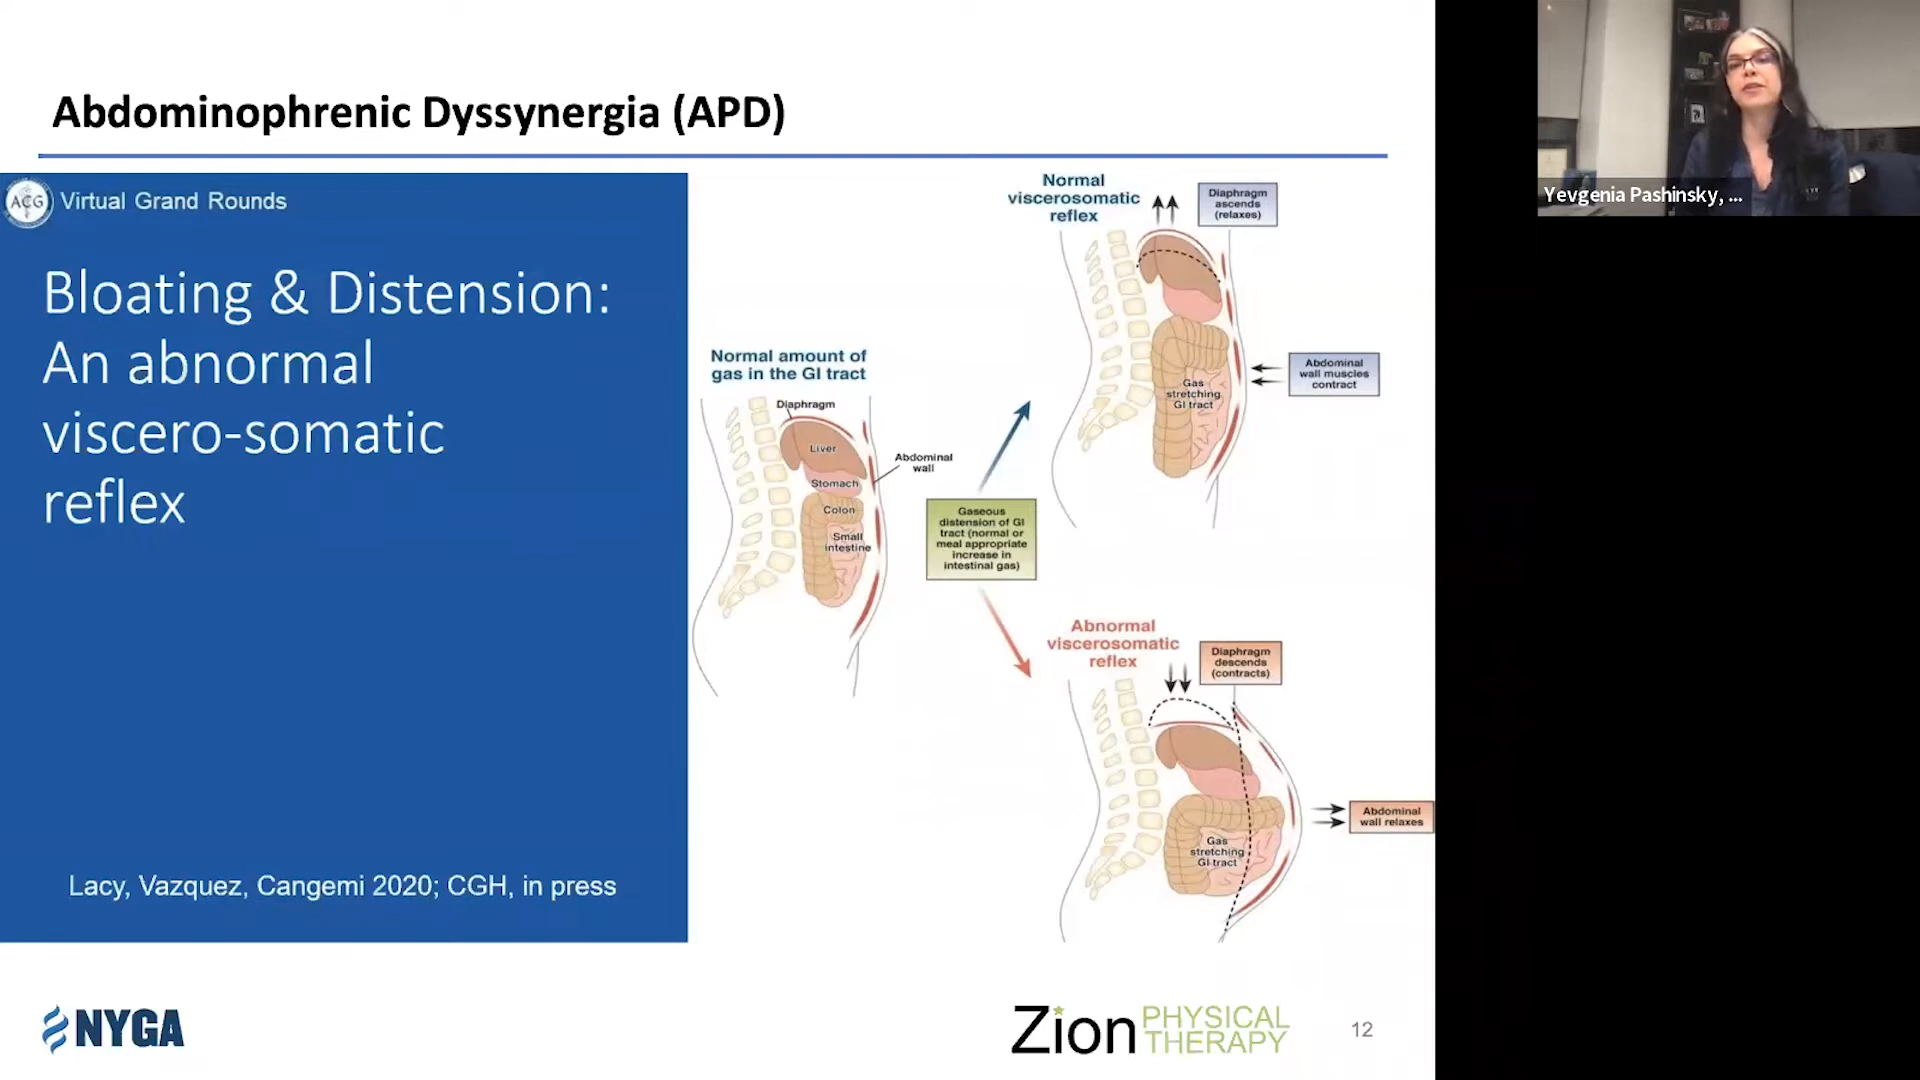 Abdominophrenic Dyssynergia (APD)
ACG
Virtual Grand Rounds
Bloating & Distension:
An abnormal
viscero-somatic
reflex
Lacy, Vazquez, Cangemi 2020; CGH, in press
Normal amount of
gas in the GI tract
Diaphragm
Liver
Stomach
Colon
Small
intestine
Abdominal
wall
Gaseous
distension of GI
tract (normal or
meal appropriate
increase in
intestinal gas)
Normal
viscerosomatic
reflex
Diaphragm
ascends
(relaxes)
Gas
stretching
GI tract
Abdominal
wall muscles
contract
Abnormal
viscerosomatic
reflex
Diaphragm
descends
(contracts)
Gas
stretching
GI tract
Abdominal
wall relaxes
NYGA
Zion PHYSICAL
THERAPY
12
Yevgenia Pashinsky, ...